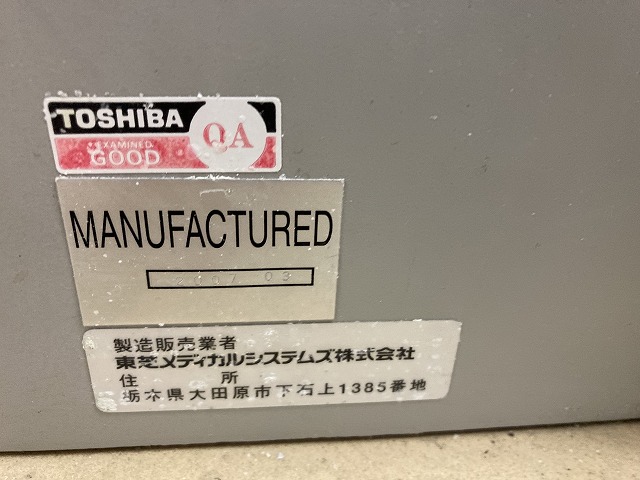 TOSHIBA
EXAMINED
GOOD
QA
MANUFACTURED
03
製造販売業者
東芝メディカルシステムズ株式会社
住　　　所
栃木県大田原市下石上1385番地